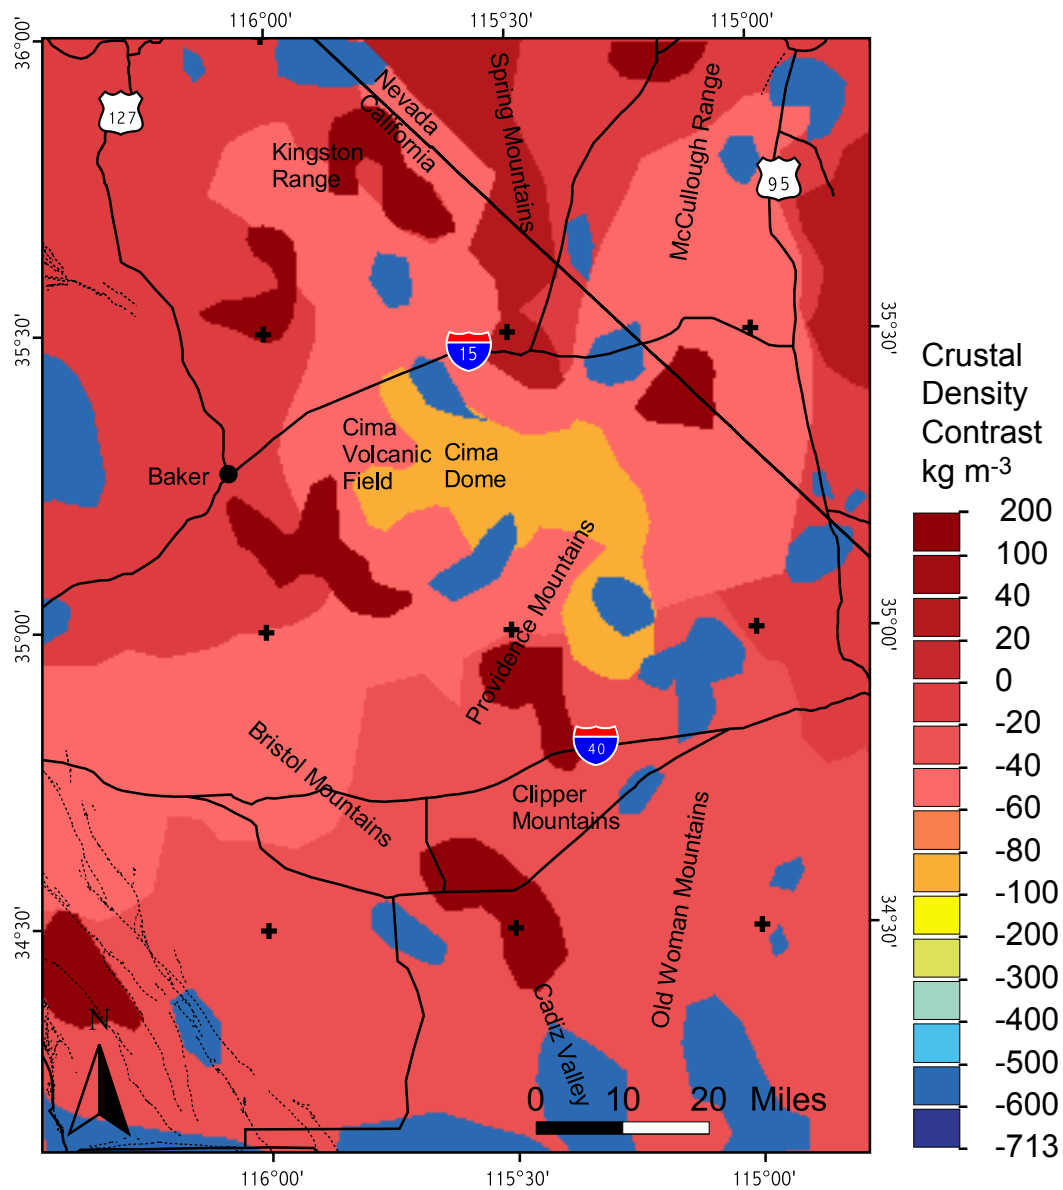 116°00'
115°30'
115°00'
36°00'
Nevada
California
Spring Mountains
McCullough Range
127
95
Kingston
Range
35°30'
35°30'
15
Crustal
Density
Contrast
kg m-3
Cima
Volcanic
Field
Cima
Dome
Baker
200
100
40
20
0
-20
-40
-60
-80
-100
-200
-300
-400
-500
-600
-713
35°00'
35°00'
Providence Mountains
Bristol Mountains
40
Clipper
Mountains
Old Woman Mountains
34°30'
34°30'
Cadiz Valley
N
0 10 20 Miles
116°00'
115°30'
115°00'